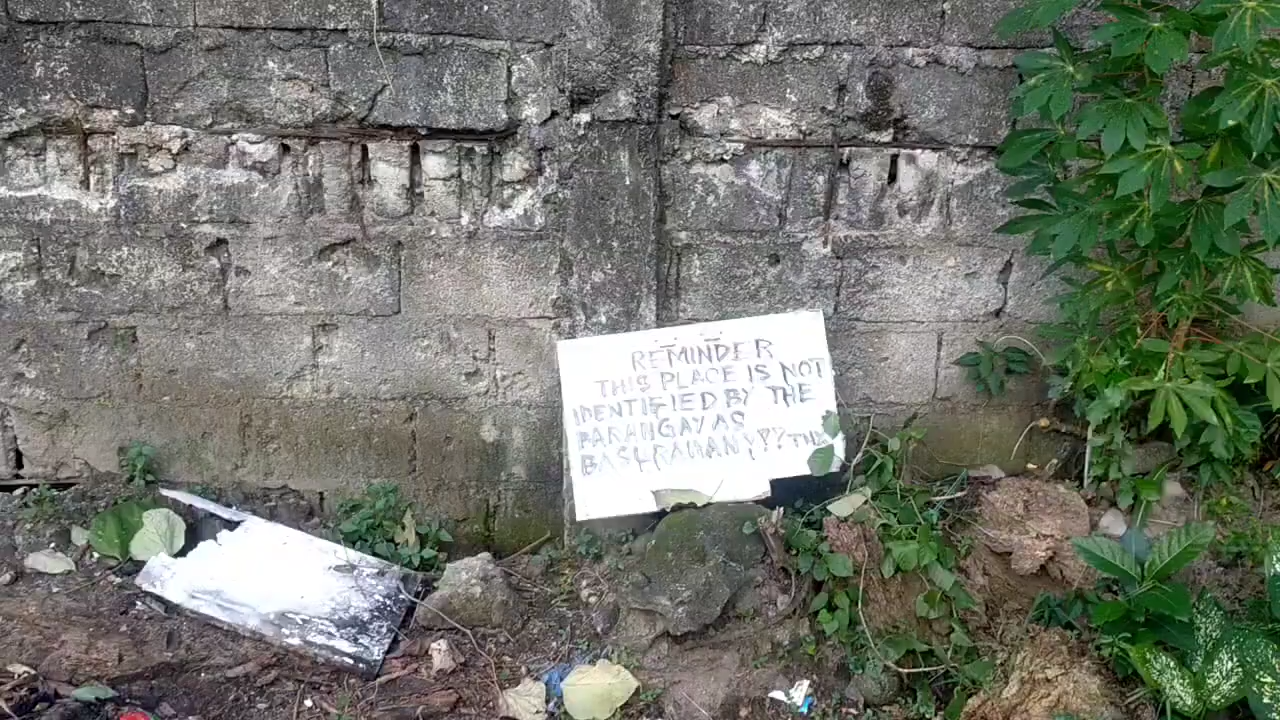 REMINDER
THIS PLACE IS NOT
IDENTIFIED BY THE
BARANGAY AS
BASURAHAN???